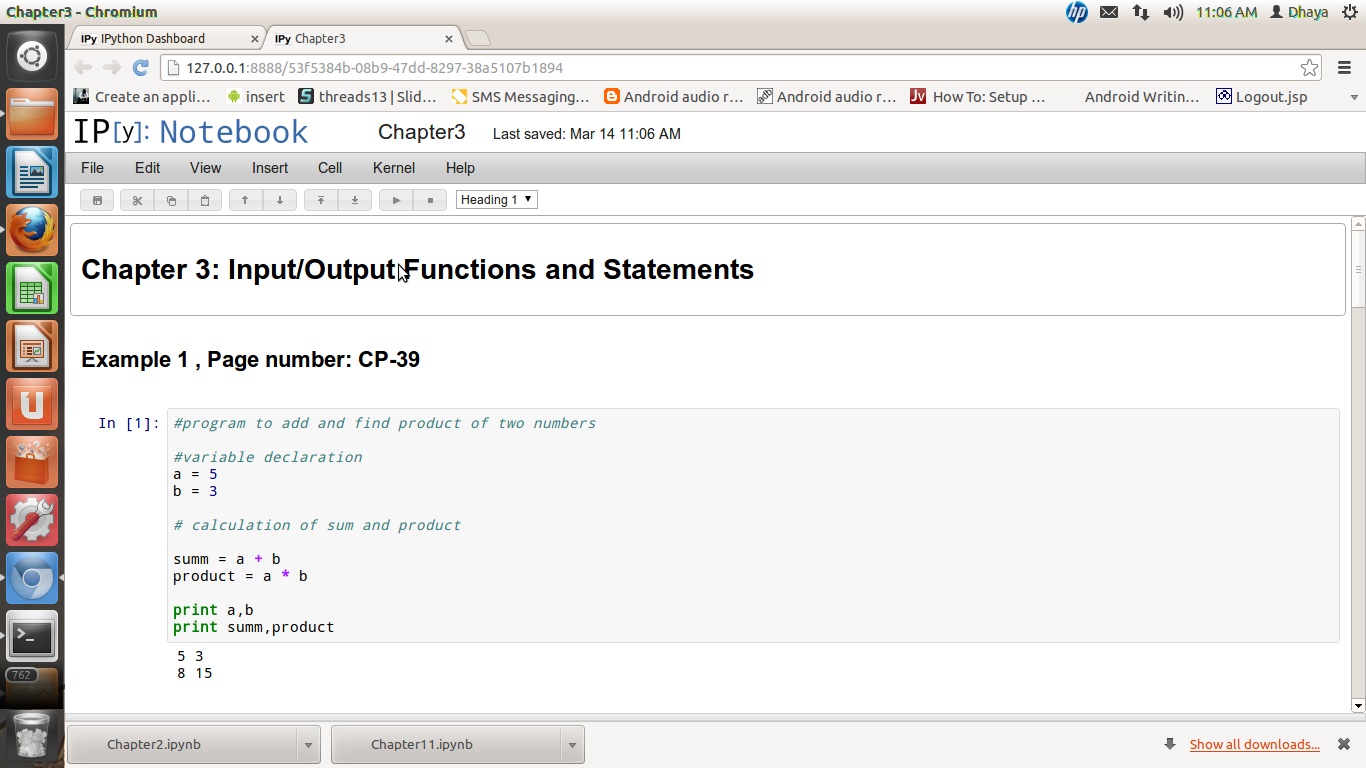 Chapter3 - Chromium
11:06 AM Dhaya
IPy IPython Dashboard
IPy Chapter3
127.0.0.1:8888/53f5384b-08b9-47dd-8297-38a5107b1894
Create an appli... insert threads13 | Slid... SMS Messaging... Android audio r... Android audio r... How To: Setup ... Android Writin... Logout.jsp
IP[y]: Notebook Chapter3 Last saved: Mar 14 11:06 AM
File Edit View Insert Cell Kernel Help
Heading 1
Chapter 3: Input/Output Functions and Statements
Example 1 , Page number: CP-39
In [1]: #program to add and find product of two numbers
#variable declaration
a = 5
b = 3
# calculation of sum and product
summ = a + b
product = a * b
print a,b
print summ,product
5 3
8 15
762
Chapter2.ipynb Chapter11.ipynb Show all downloads...